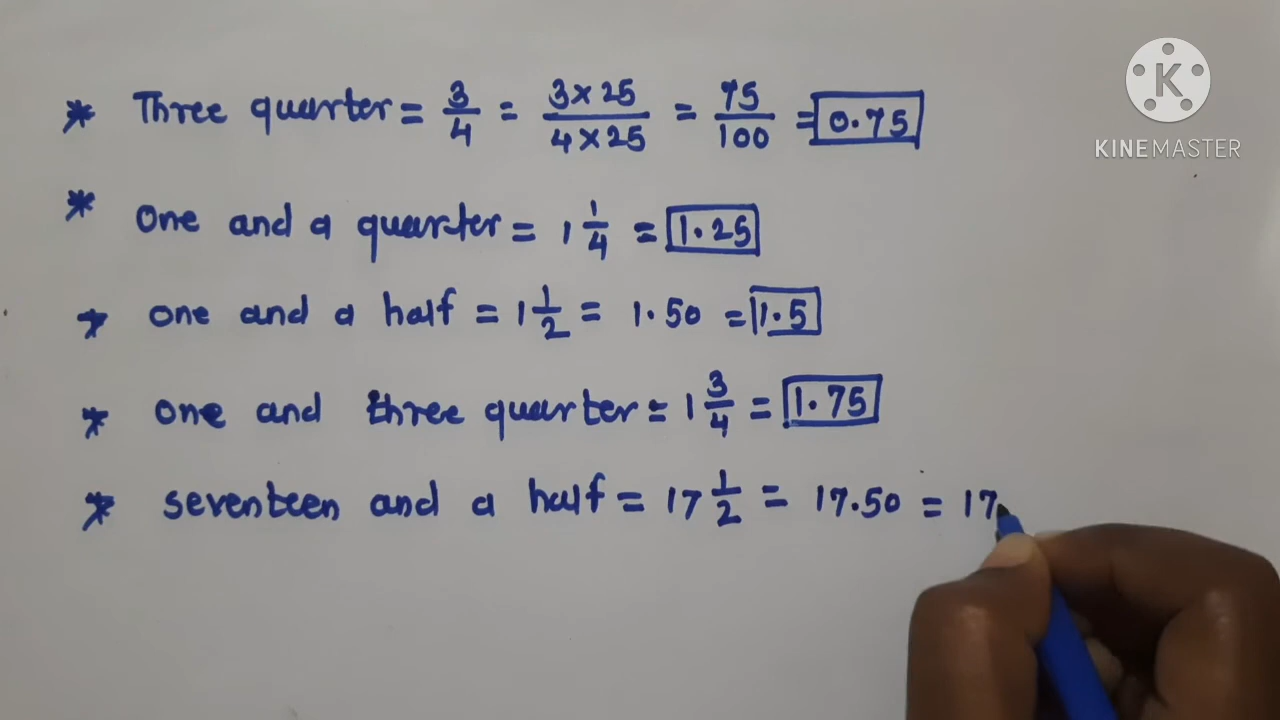 * Three quarter = 3/4 = 3×25/4×25 = 75/100 = 0.75
K
KINEMASTER
* One and a quarter = 1 1/4 = 1.25
* One and a half = 1 1/2 = 1.50 = 1.5
* One and three quarter = 1 3/4 = 1.75
* Seventeen and a half = 17 1/2 = 17.50 = 17.